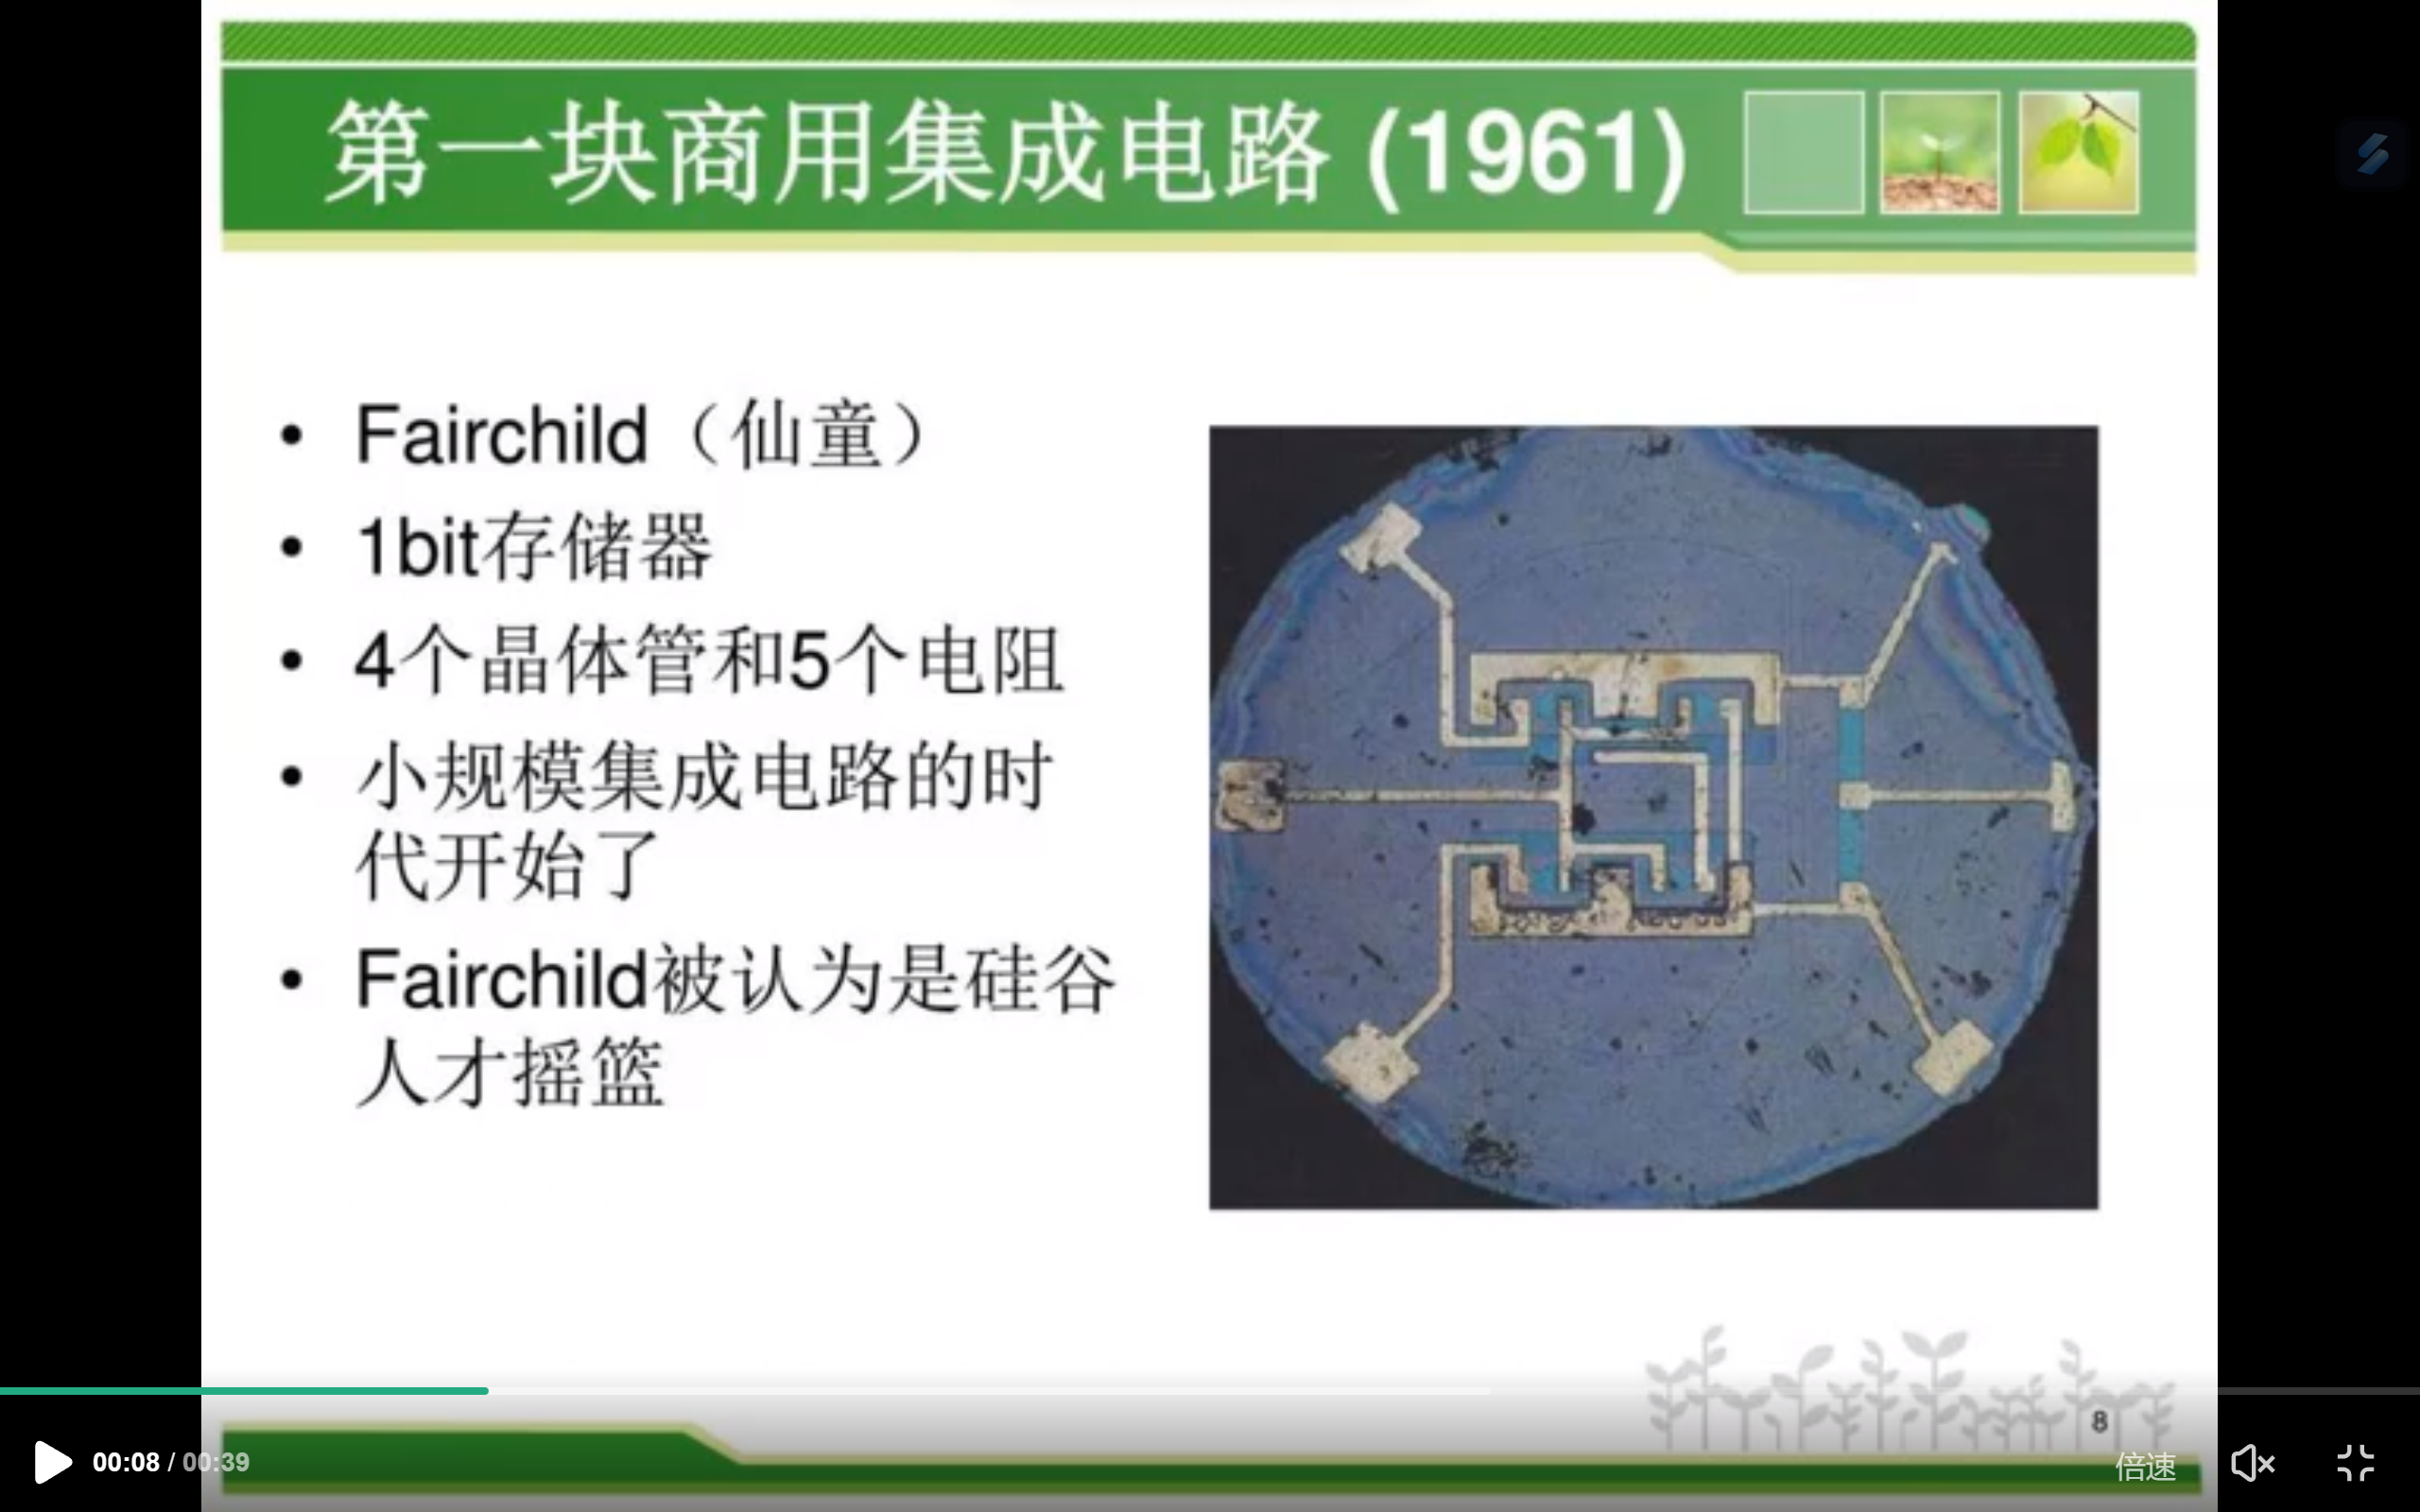 第一块商用集成电路 (1961)
• Fairchild（仙童）
• 1bit存储器
• 4个晶体管和5个电阻
• 小规模集成电路的时
代开始了
• Fairchild被认为是硅谷
人才摇篮
8
00:08 / 00:39
倍速